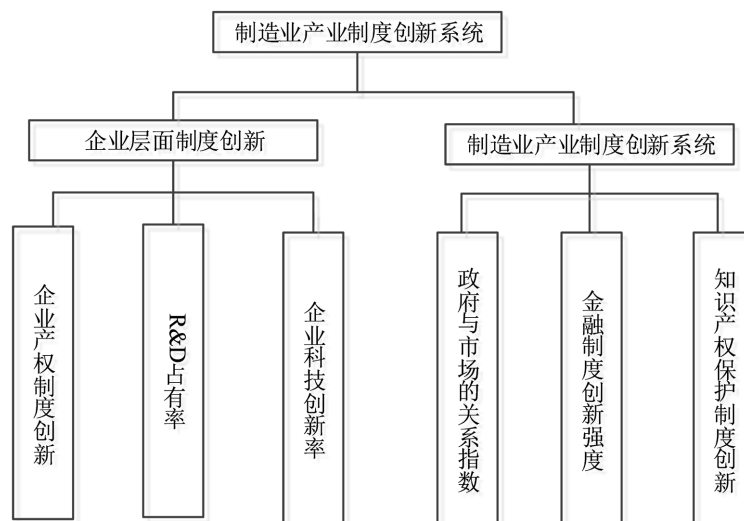 制造业产业制度创新系统
企业层面制度创新
制造业产业制度创新系统
企业产权制度创新
R&D占有率
企业科技创新率
政府与市场的关系指数
金融制度创新强度
知识产权保护制度创新